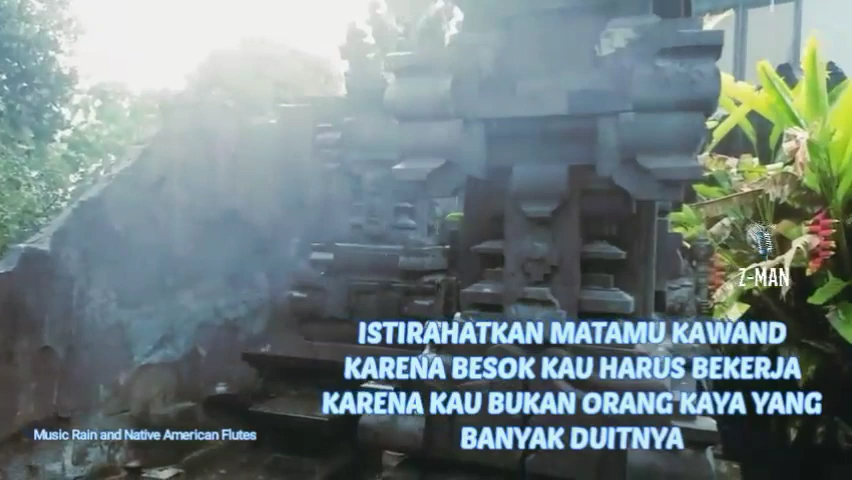 Z-MAN
ISTIRAHATKAN MATAMU KAWAND
KARENA BESOK KAU HARUS BEKERJA
KARENA KAU BUKAN ORANG KAYA YANG
BANYAK DUITNYA
Music Rain and Native American Flutes